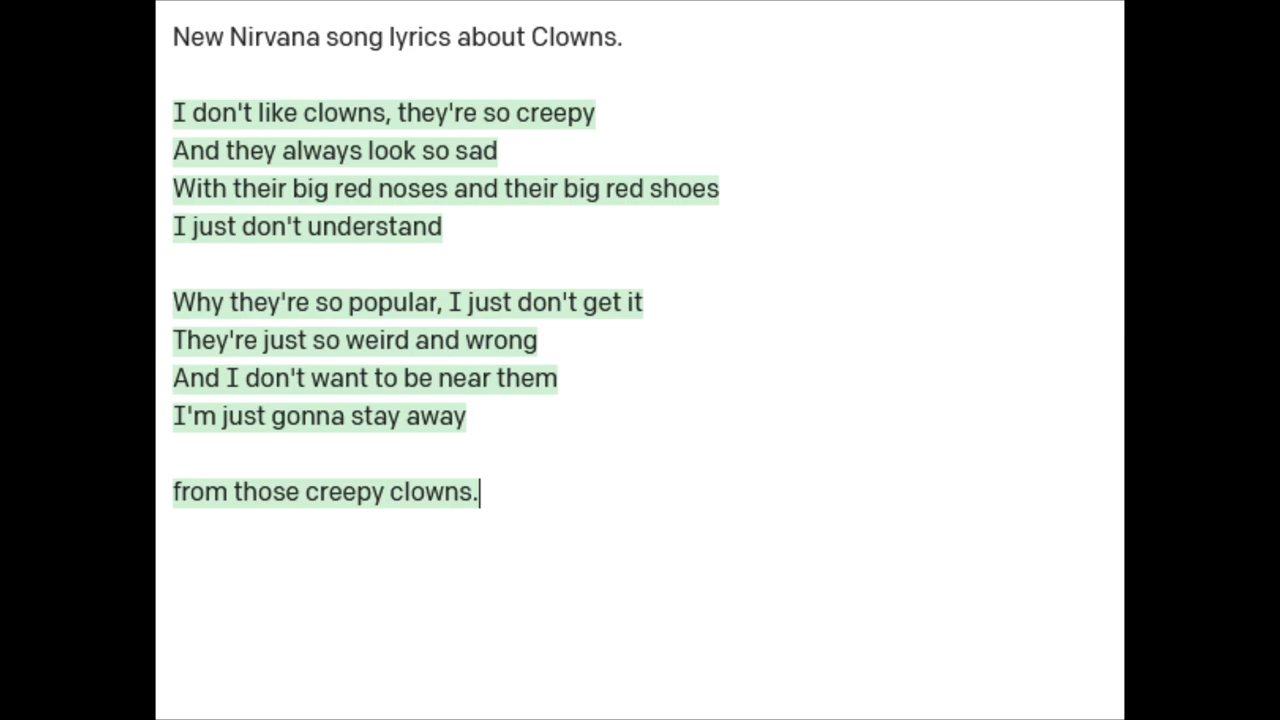 New Nirvana song lyrics about Clowns.
I don't like clowns, they're so creepy
And they always look so sad
With their big red noses and their big red shoes
I just don't understand
Why they're so popular, I just don't get it
They're just so weird and wrong
And I don't want to be near them
I'm just gonna stay away
from those creepy clowns.